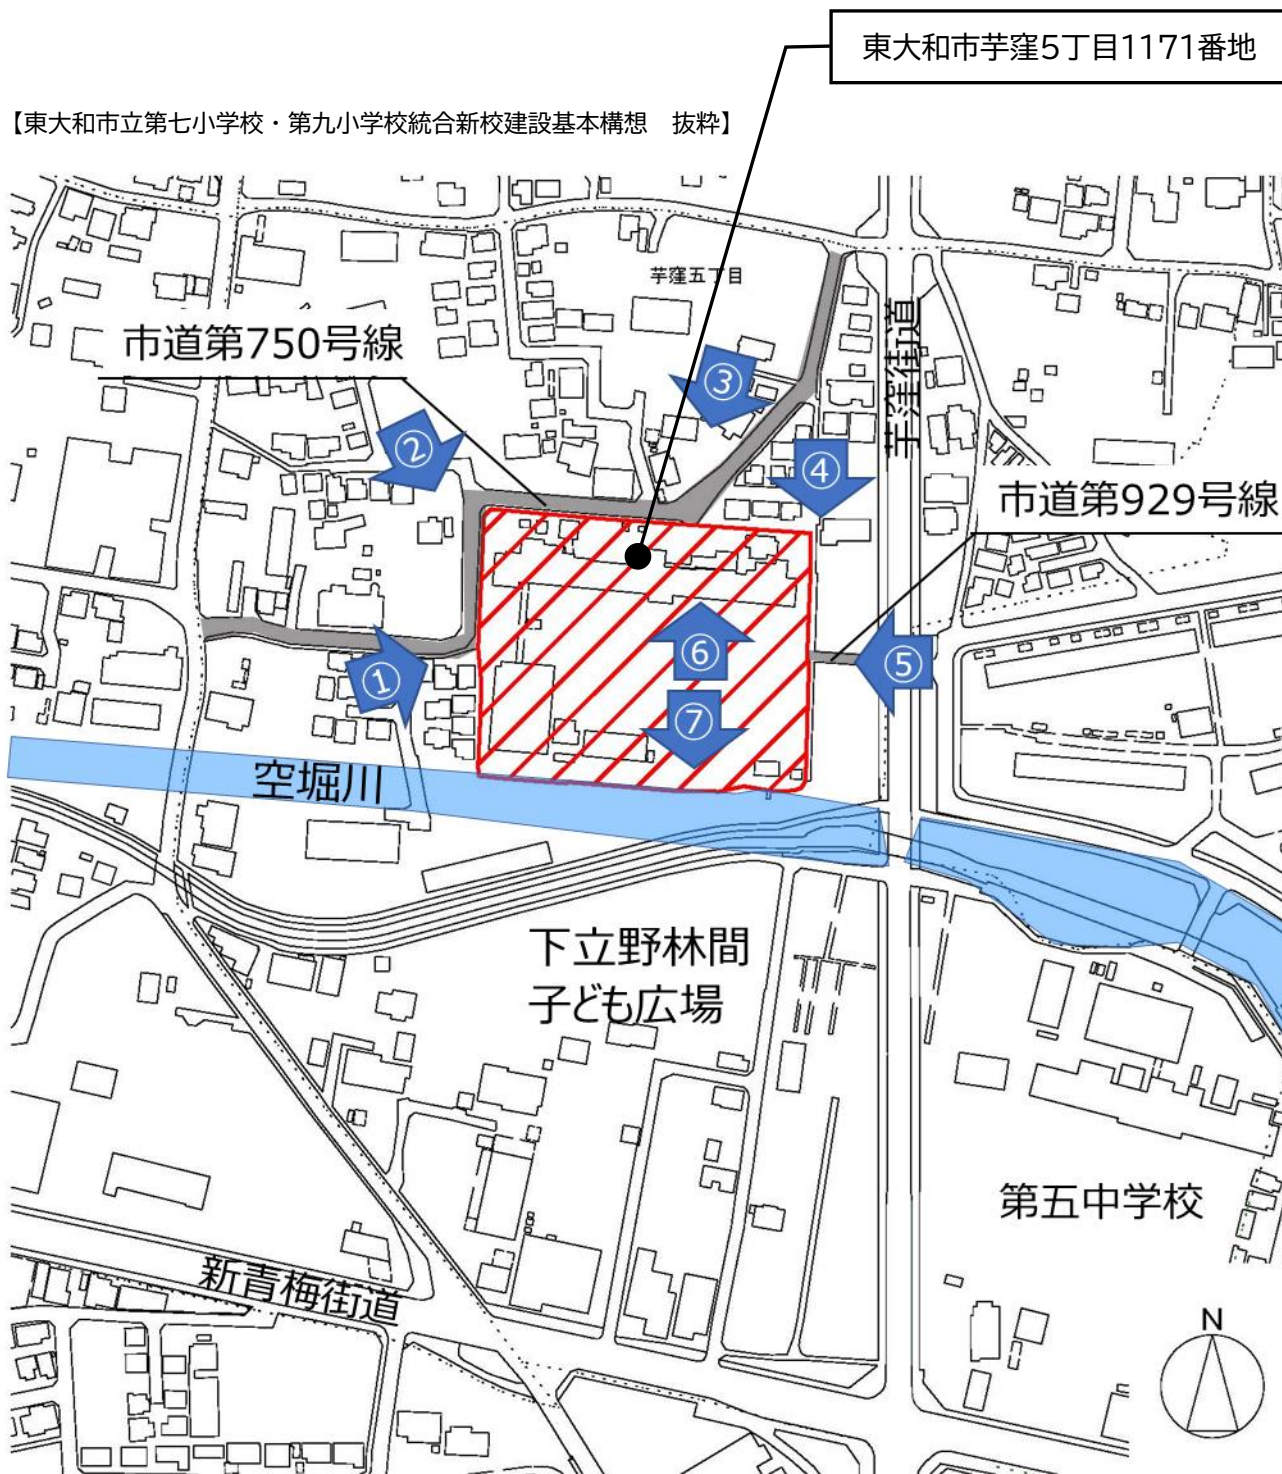 東大和市芋窪5丁目1171番地
【東大和市立第七小学校・第九小学校統合新校建設基本構想　抜粋】
芋窪五丁目
市道第750号線
芋窪街道
③
②
④
市道第929号線
⑥
⑤
①
⑦
空堀川
下立野林間
子ども広場
第五中学校
新青梅街道
N